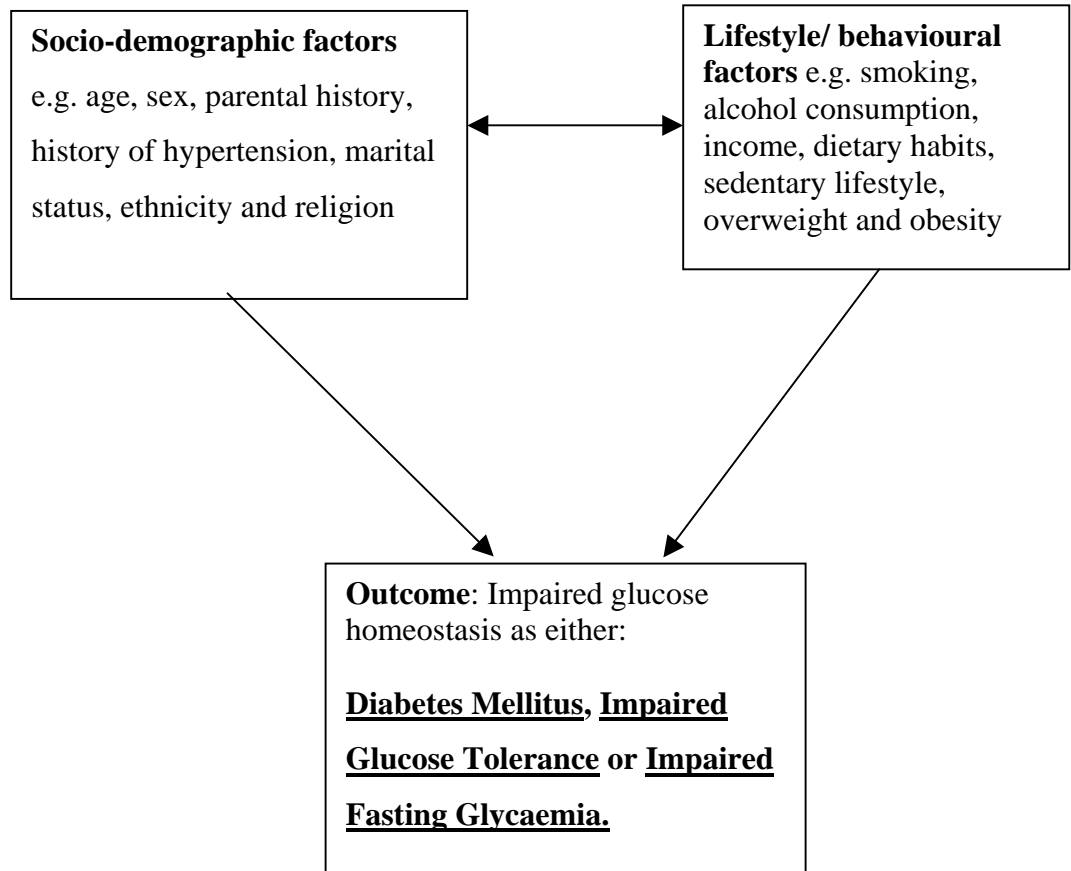 Socio-demographic factors
e.g. age, sex, parental history,
history of hypertension, marital
status, ethnicity and religion
Lifestyle/ behavioural
factors e.g. smoking,
alcohol consumption,
income, dietary habits,
sedentary lifestyle,
overweight and obesity
Outcome: Impaired glucose
homeostasis as either:
Diabetes Mellitus, Impaired
Glucose Tolerance or Impaired
Fasting Glycaemia.